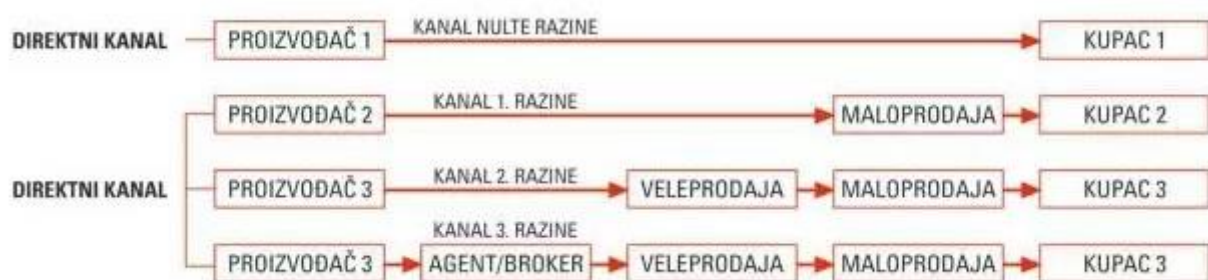 KANAL NULTE RAZINE
DIREKTNI KANAL PROIZVOĐAČ 1 KUPAC 1
KANAL 1. RAZINE
PROIZVOĐAČ 2 MALOPRODAJA KUPAC 2
KANAL 2. RAZINE
DIREKTNI KANAL PROIZVOĐAČ 3 VELEPRODAJA MALOPRODAJA KUPAC 3
KANAL 3. RAZINE
PROIZVOĐAČ 3 AGENT/BROKER VELEPRODAJA MALOPRODAJA KUPAC 3